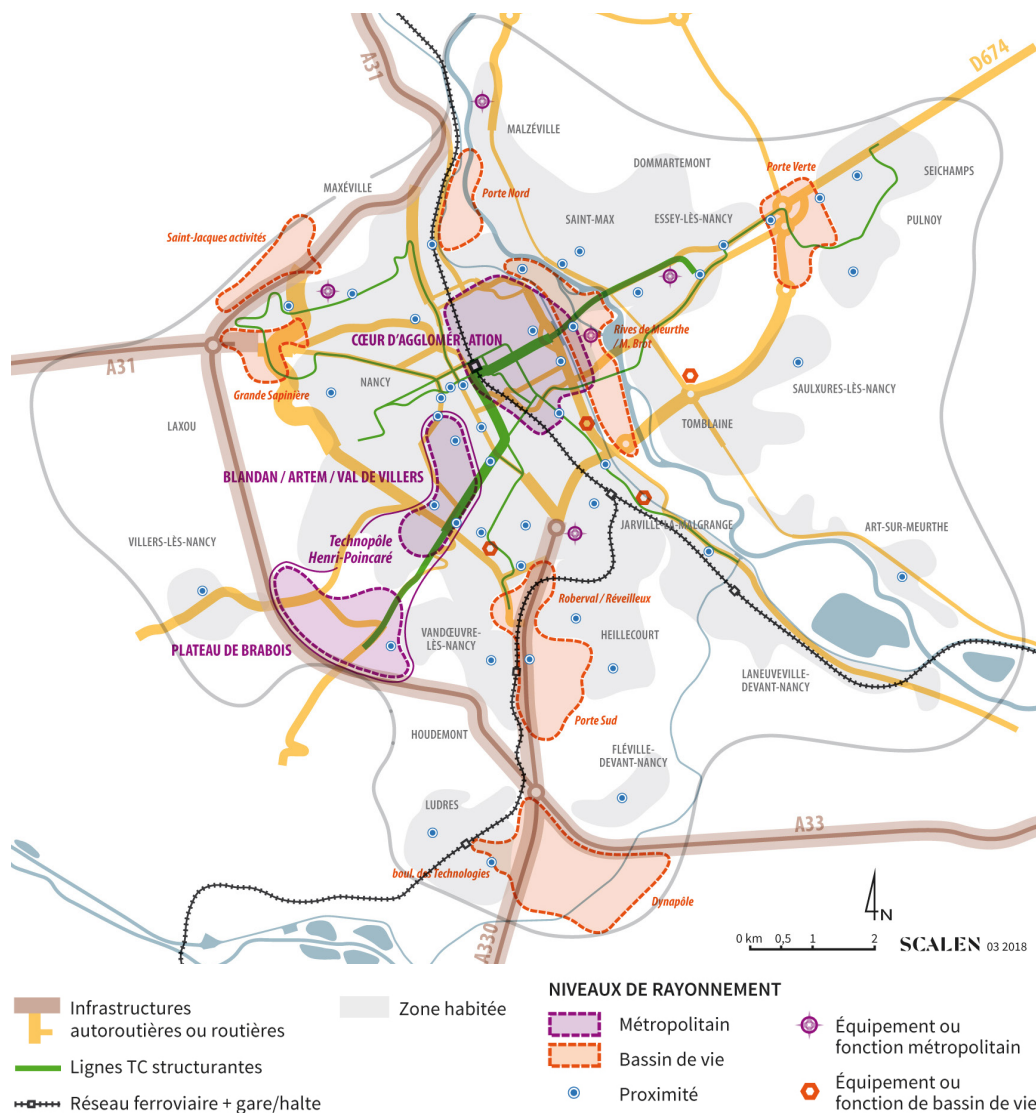 A31
D674
MALZÉVILLE
DOMMARTEMONT
Porte Verte
SEICHAMPS
MAXÉVILLE
Porte Nord
SAINT-MAX
ESSEY-LÈS-NANCY
PULNOY
Saint-Jacques activités
CŒUR D'AGGLOMÉRATION
Rives de Meurthe
/ M. Brot
A31
NANCY
Grande Sapinière
SAULXURES-LÈS-NANCY
LAXOU
TOMBLAINE
BLANDAN / ARTEM / VAL DE VILLERS
JARVILLE-LA-MALGRANGE
ART-SUR-MEURTHE
VILLERS-LÈS-NANCY
Technopôle
Henri-Poincaré
Roberval / Réveilleux
PLATEAU DE BRABOIS
VANDŒUVRE-
LÈS-NANCY
HEILLECOURT
LANEUVEVILLE-
DEVANT-NANCY
Porte Sud
HOUDEMONT
FLÉVILLE-
DEVANT-NANCY
LUDRES
A33
boul. des Technologies
Dynapôle
A330
N
0 km 0,5 1 2
SCALEN 03 2018
Infrastructures
autoroutières ou routières
Lignes TC structurantes
Réseau ferroviaire + gare/halte
Zone habitée
NIVEAUX DE RAYONNEMENT
Métropolitain
Bassin de vie
Proximité
Équipement ou
fonction métropolitain
Équipement ou
fonction de bassin de vie